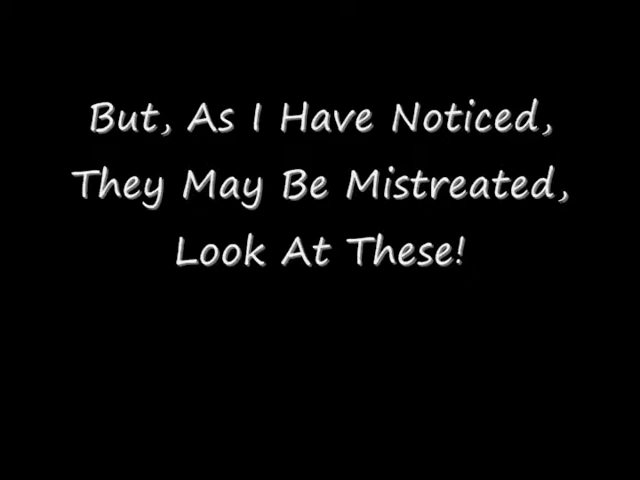 But, As I Have Noticed,
They May Be Mistreated,
Look At These!